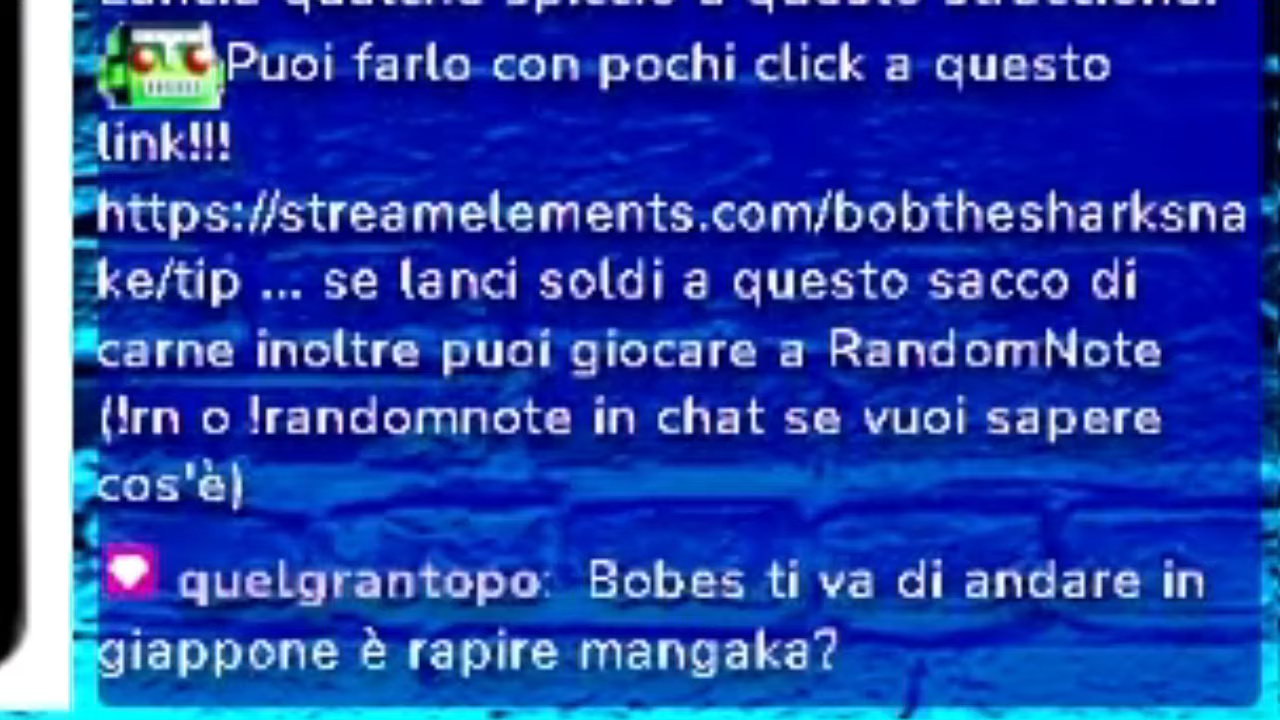 Puoi farlo con pochi click a questo
link!!!
https://streamelements.com/bobthesharksna
ke/tip ... se lanci soldi a questo sacco di
carne inoltre puoi giocare a RandomNote
(!rn o !randomnote in chat se vuoi sapere
cos'è)
quelgrantopo: Bobes ti va di andare in
giappone è rapire mangaka?